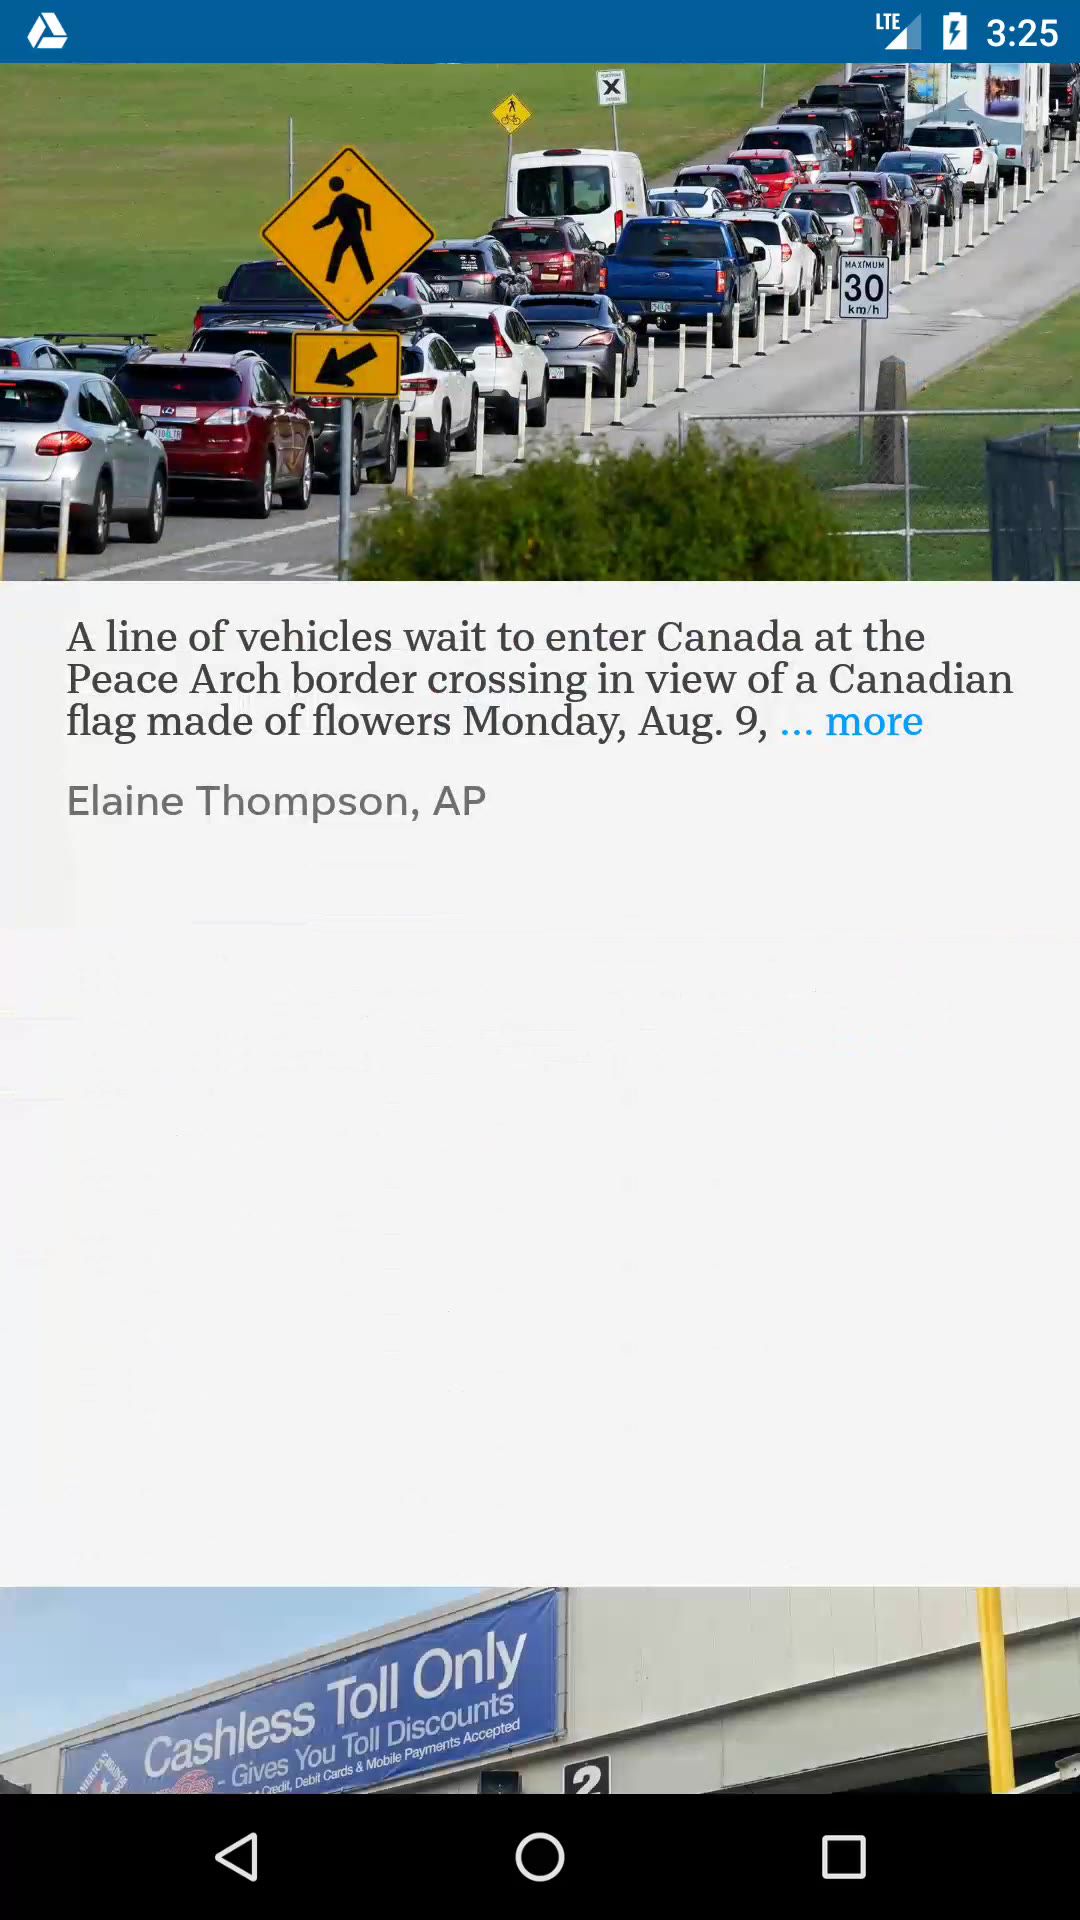 LTE 3:25
X
MAXIMUM
30
km/h
A line of vehicles wait to enter Canada at the
Peace Arch border crossing in view of a Canadian
flag made of flowers Monday, Aug. 9, ... more
Elaine Thompson, AP
Cashless Toll Only
- Gives You Toll Discounts
Credit, Debit Cards & Mobile Payments Accepted
2